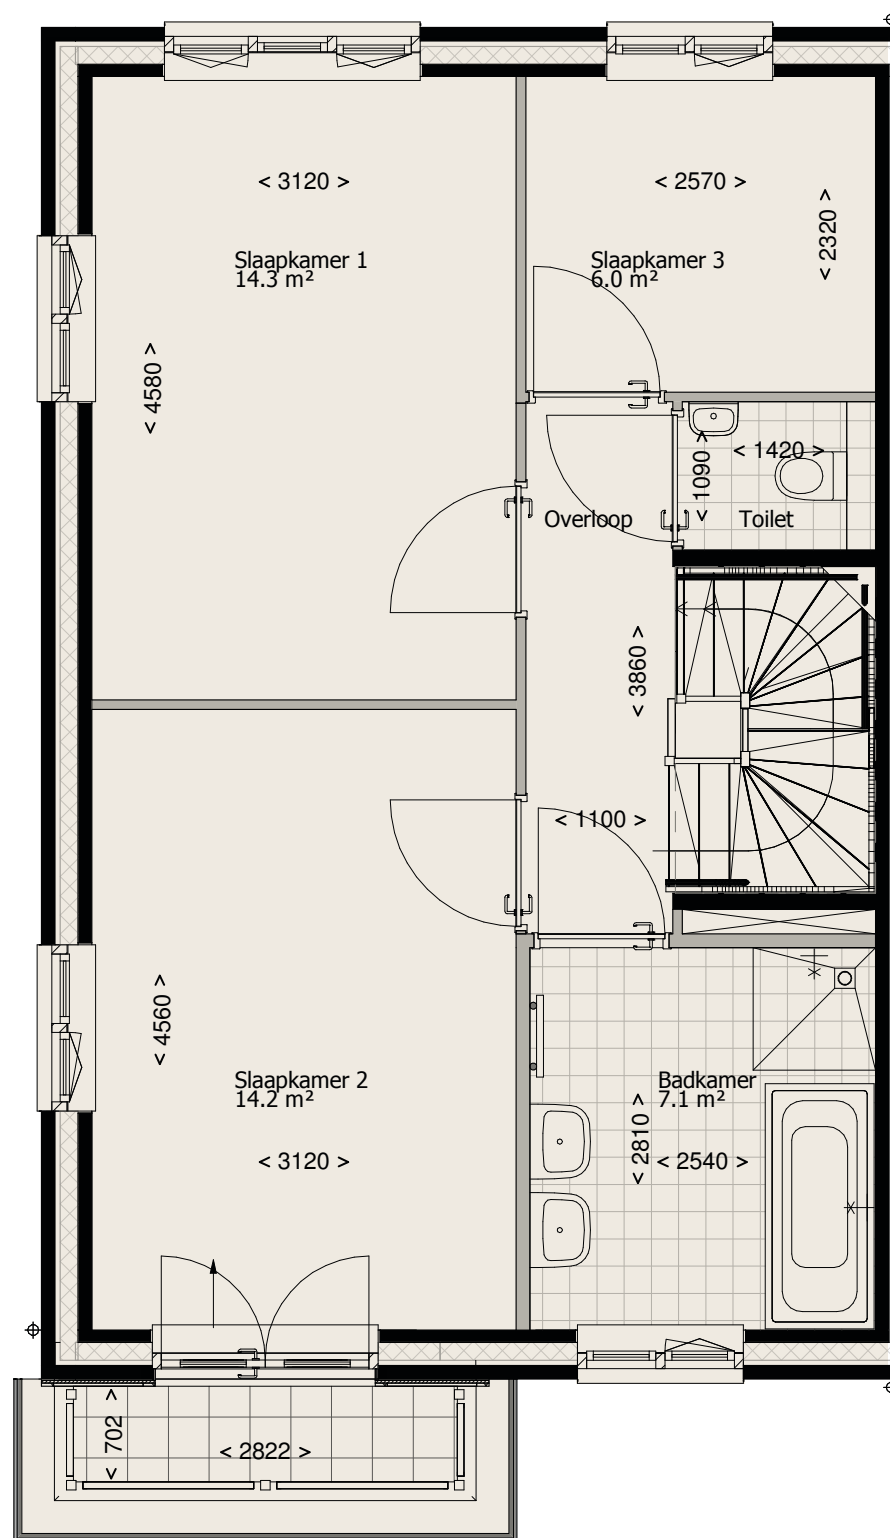 < 3120 >
< 2570 >
< 2320 >
Slaapkamer 1
14.3 m²
Slaapkamer 3
6.0 m²
< 4580 >
< 1420 >
< 1090 >
Overloop
Toilet
< 3860 >
< 1100 >
< 4560 >
Slaapkamer 2
14.2 m²
Badkamer
7.1 m²
< 2810 >
< 3120 >
< 2540 >
< 702 >
< 2822 >